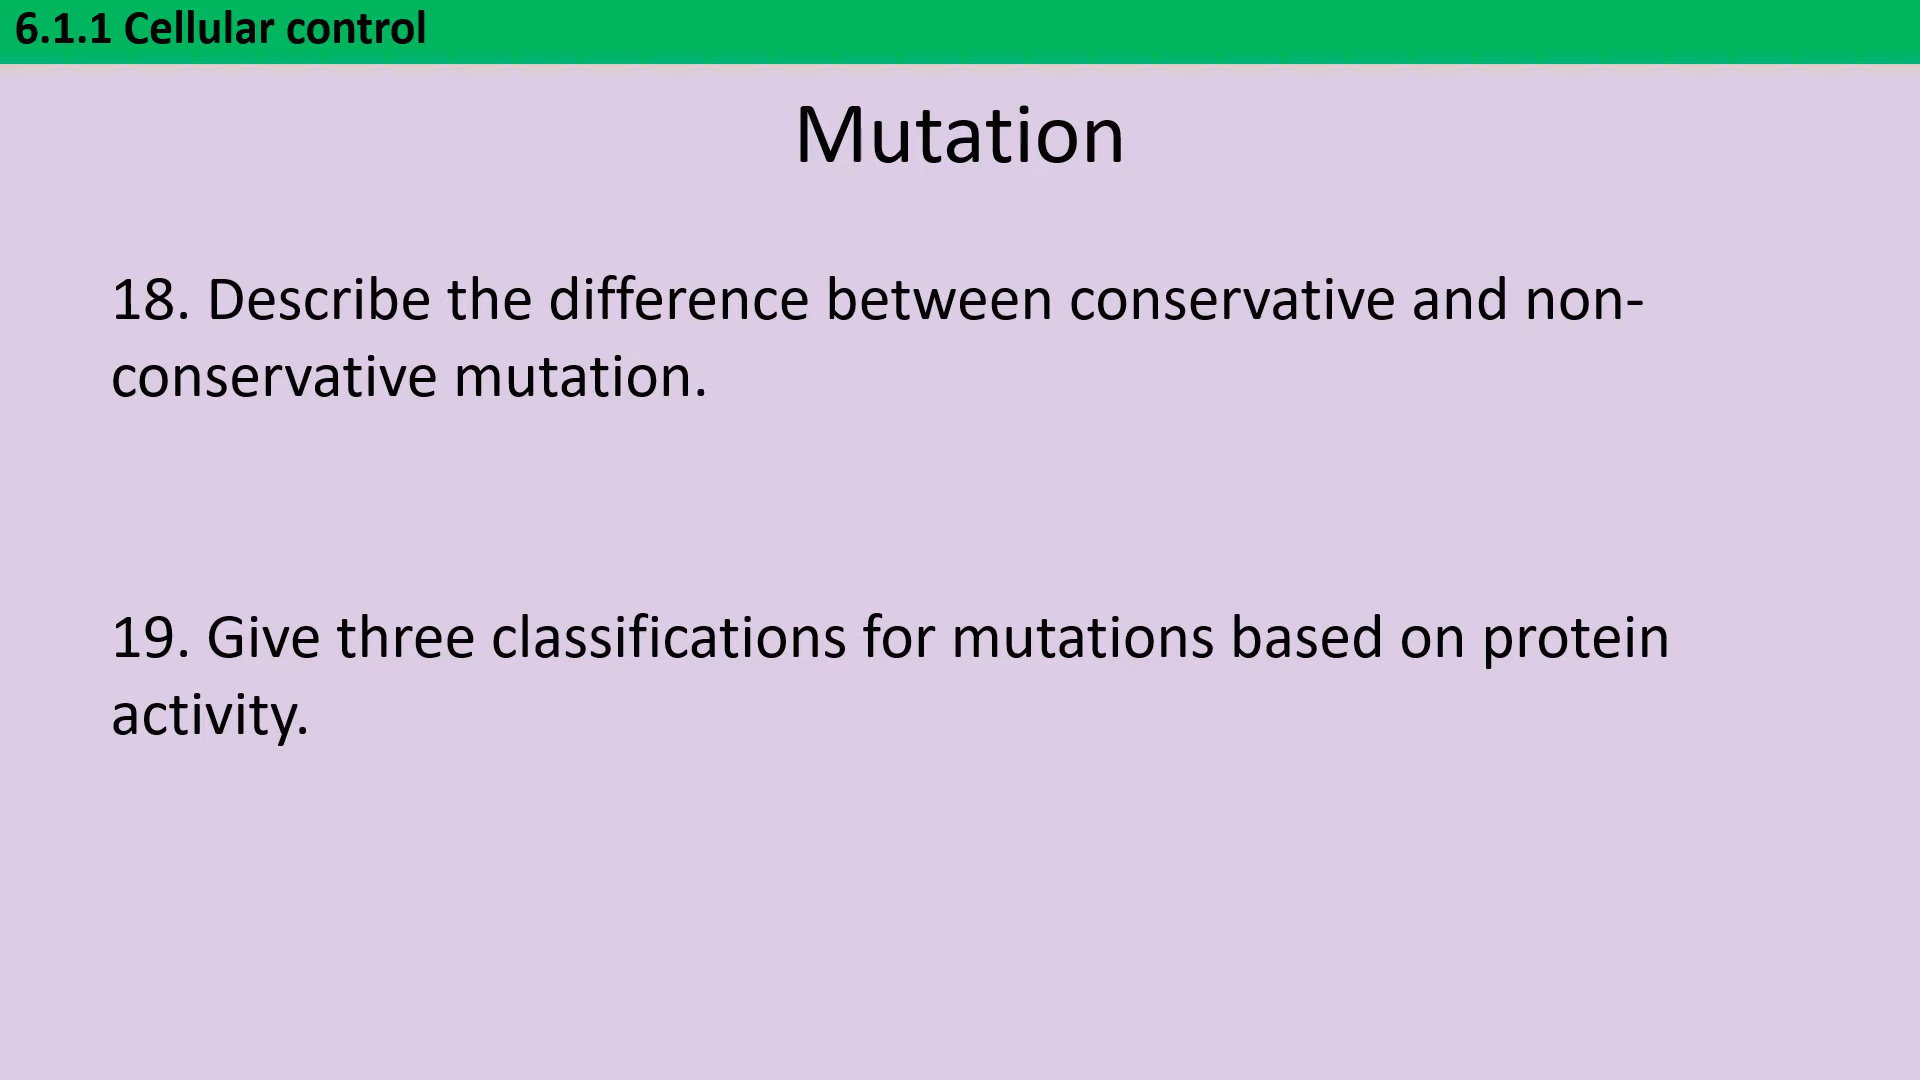 6.1.1 Cellular control
Mutation
18. Describe the difference between conservative and non-
conservative mutation.
19. Give three classifications for mutations based on protein
activity.